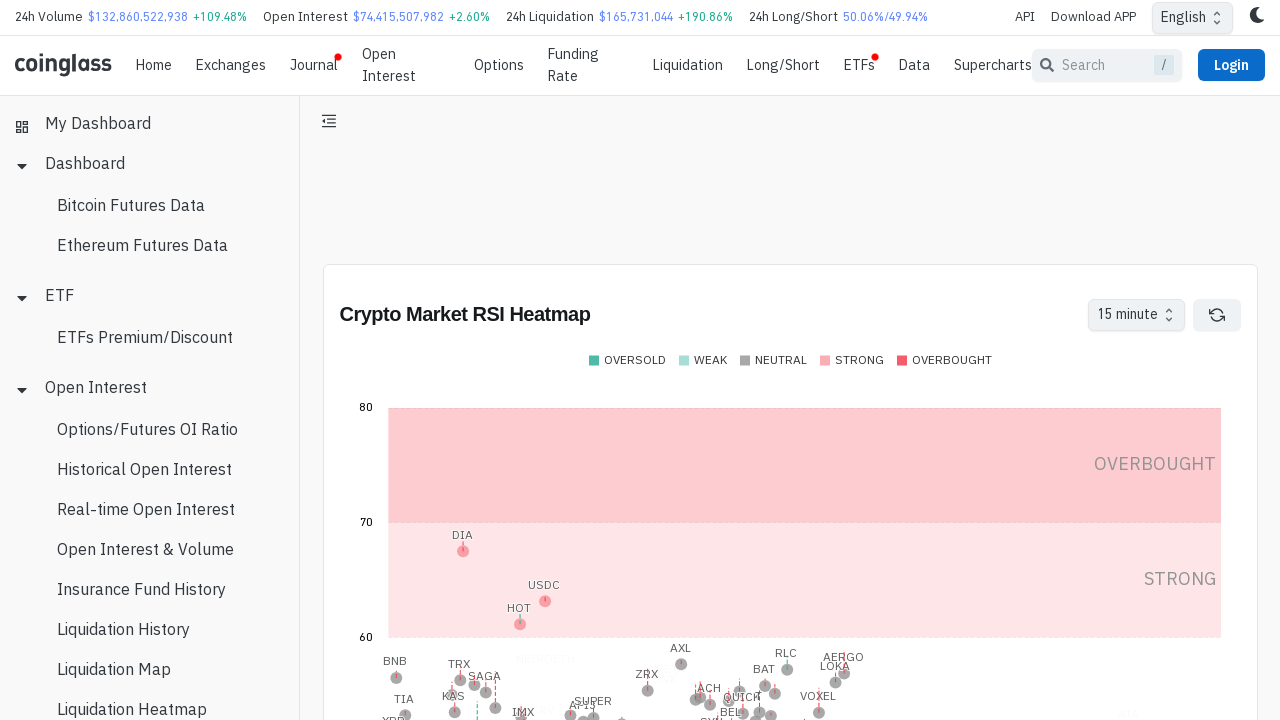 24h Volume $132,860,522,938 +109.48% Open Interest $74,415,507,982 +2.60% 24h Liquidation $165,731,044 +190.86% 24h Long/Short 50.06%/49.94% API Download APP English
coinglass Home Exchanges Journal Open Interest Options Funding Rate Liquidation Long/Short ETFs Data Supercharts Search / Login
My Dashboard
Dashboard
Bitcoin Futures Data
Ethereum Futures Data
ETF
ETFs Premium/Discount
Open Interest
Options/Futures OI Ratio
Historical Open Interest
Real-time Open Interest
Open Interest & Volume
Insurance Fund History
Liquidation History
Liquidation Map
Liquidation Heatmap
Crypto Market RSI Heatmap 15 minute
OVERSOLD WEAK NEUTRAL STRONG OVERBOUGHT
80
OVERBOUGHT
70
DIA
STRONG
USDC
HOT
60
AXL
RLC
AERGO
BNB
TRX
LOKA
BAT
ZRX
SAGA
ACH
KAS
VOXEL
TIA
SUPER
IMX
BEL